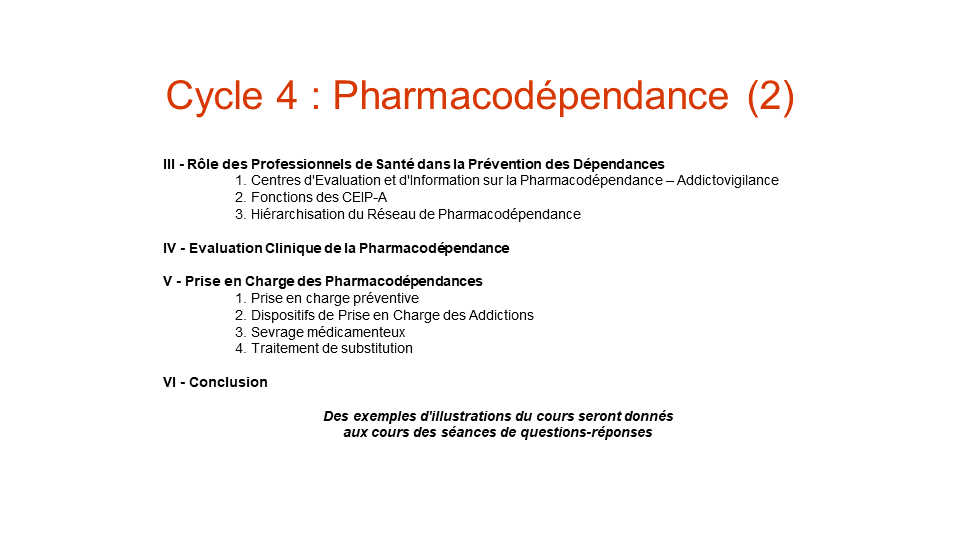 Cycle 4 : Pharmacodépendance (2)
III - Rôle des Professionnels de Santé dans la Prévention des Dépendances
1. Centres d'Evaluation et d'Information sur la Pharmacodépendance – Addictovigilance
2. Fonctions des CEIP-A
3. Hiérarchisation du Réseau de Pharmacodépendance
IV - Evaluation Clinique de la Pharmacodépendance
V - Prise en Charge des Pharmacodépendances
1. Prise en charge préventive
2. Dispositifs de Prise en Charge des Addictions
3. Sevrage médicamenteux
4. Traitement de substitution
VI - Conclusion
Des exemples d'illustrations du cours seront donnés
aux cours des séances de questions-réponses